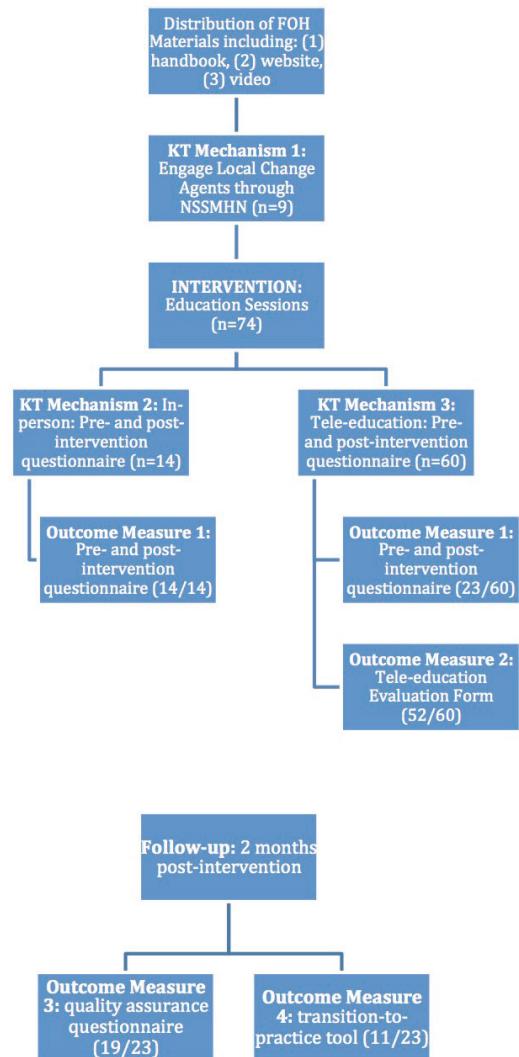 Distribution of FOH
Materials including: (1)
handbook, (2) website,
(3) video
KT Mechanism 1:
Engage Local Change
Agents through
NSSMHN (n=9)
INTERVENTION:
Education Sessions
(n=74)
KT Mechanism 2: In-
person: Pre- and post-
intervention
questionnaire (n=14)
KT Mechanism 3:
Tele-education: Pre-
and post-intervention
questionnaire (n=60)
Outcome Measure 1:
Pre- and post-
intervention
questionnaire (14/14)
Outcome Measure 1:
Pre- and post-
intervention
questionnaire (23/60)
Outcome Measure 2:
Tele-education
Evaluation Form
(52/60)
Follow-up: 2 months
post-intervention
Outcome Measure
3: quality assurance
questionnaire
(19/23)
Outcome Measure
4: transition-to-
practice tool (11/23)